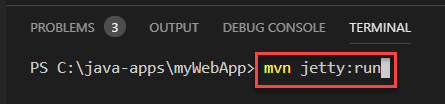 PROBLEMS 3 OUTPUT DEBUG CONSOLE TERMINAL
PS C:\java-apps\myWebApp> mvn jetty:run